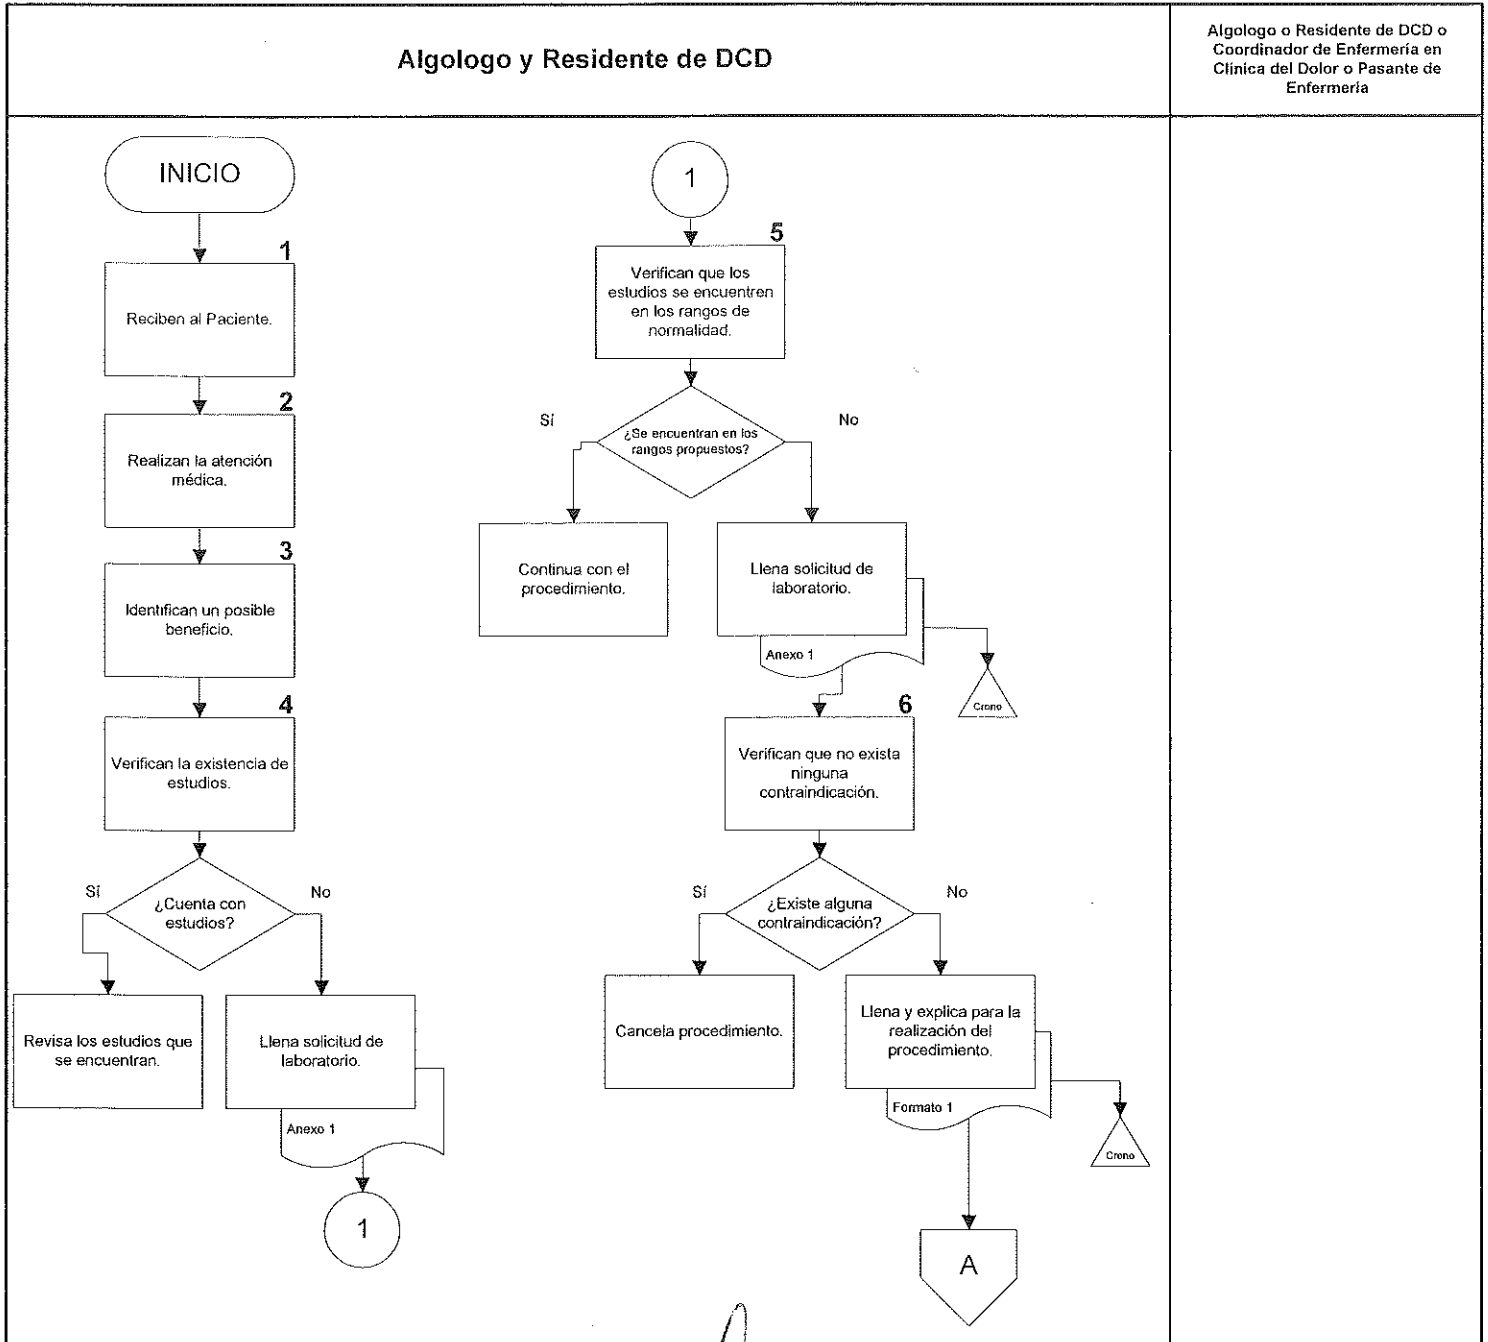 Algologo y Residente de DCD
Algologo o Residente de DCD o
Coordinador de Enfermería en
Clínica del Dolor o Pasante de
Enfermería
INICIO
1
Reciben al Paciente.
2
Realizan la atención
médica.
3
Identifican un posible
beneficio.
4
Verifican la existencia de
estudios.
¿Cuenta con
estudios?
Sí
No
Revisa los estudios que
se encuentran.
Llena solicitud de
laboratorio.
Anexo 1
1
1
5
Verifican que los
estudios se encuentren
en los rangos de
normalidad.
¿Se encuentran en los
rangos propuestos?
Sí
No
Continua con el
procedimiento.
Llena solicitud de
laboratorio.
Anexo 1
Crono
6
Verifican que no exista
ninguna
contraindicación.
¿Existe alguna
contraindicación?
Sí
No
Cancela procedimiento.
Llena y explica para la
realización del
procedimiento.
Formato 1
Crono
A